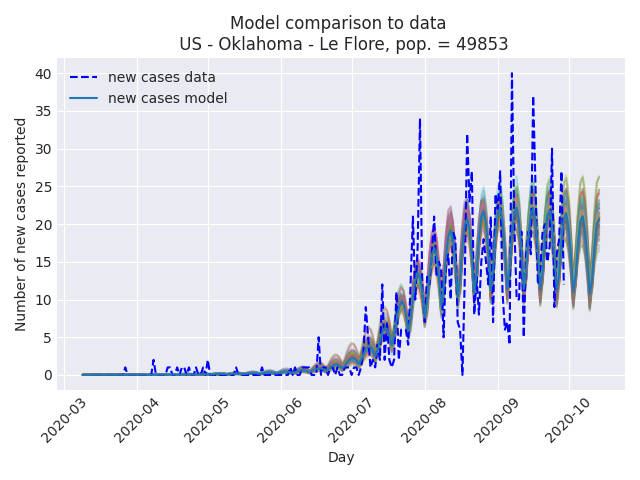 Model comparison to data
US - Oklahoma - Le Flore, pop. = 49853
new cases data
new cases model
Number of new cases reported
40
35
30
25
20
15
10
5
0
2020-03
2020-04
2020-05
2020-06
2020-07
2020-08
2020-09
2020-10
Day